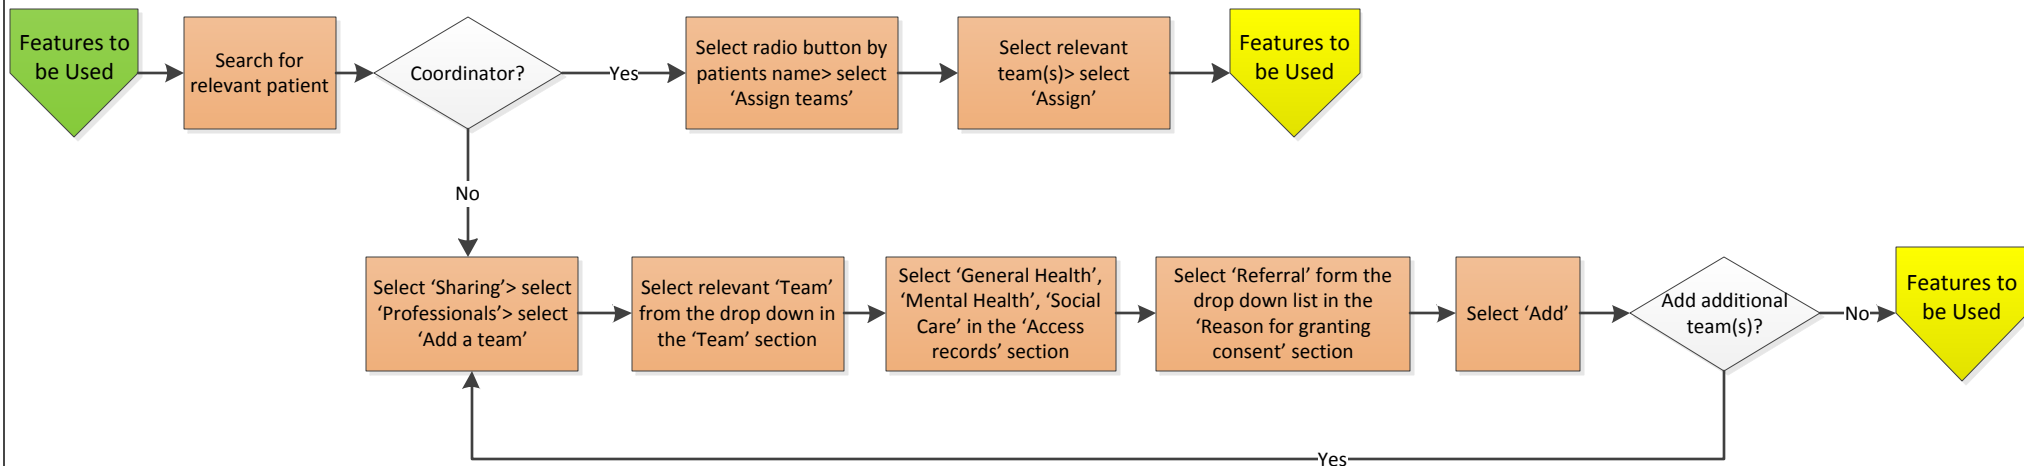 Features to
be Used
Search for
relevant patient
Coordinator?
Yes
Select radio button by
patients name> select
‘Assign teams’
Select relevant
team(s)> select
‘Assign’
Features to
be Used
No
Select ‘Sharing’> select
‘Professionals’> select
‘Add a team’
Select relevant ‘Team’
from the drop down in
the ‘Team’ section
Select ‘General Health’,
‘Mental Health’, ‘Social
Care’ in the ‘Access
records’ section
Select ‘Referral’ form the
drop down list in the
‘Reason for granting
consent’ section
Select ‘Add’
Add additional
team(s)?
No
Features to
be Used
Yes